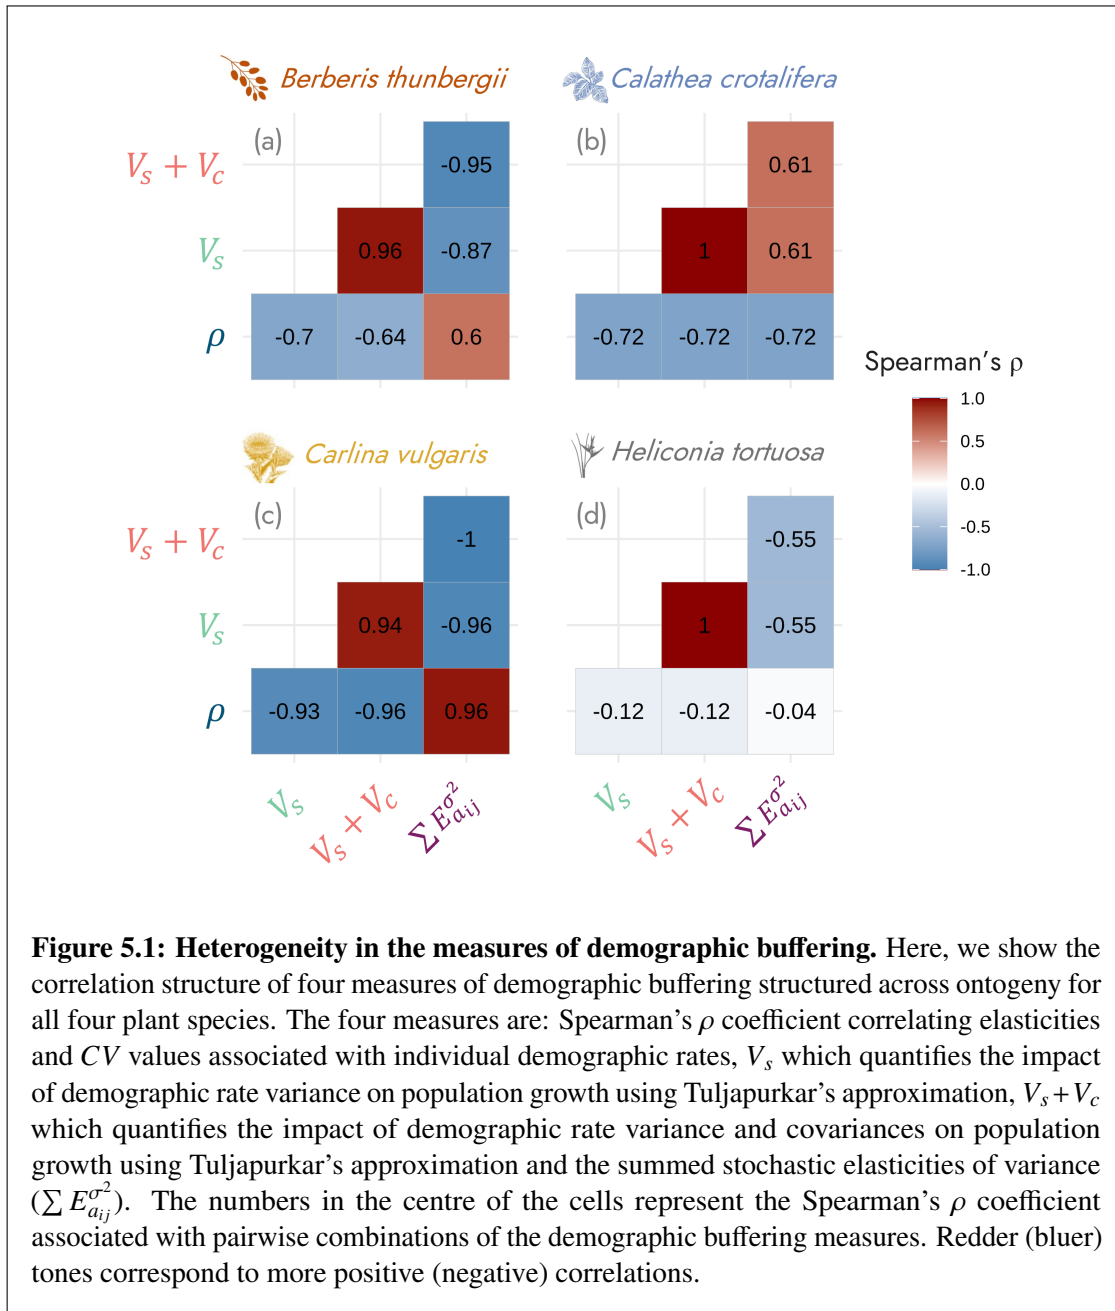 Berberis thunbergii
Calathea crotalifera
(a)
(b)
Vs + Vc
-0.95
0.61
Vs
0.96
-0.87
1
0.61
ρ
-0.7
-0.64
0.6
-0.72
-0.72
-0.72
Spearman's ρ
1.0
0.5
0.0
-0.5
-1.0
Carlina vulgaris
Heliconia tortuosa
(c)
(d)
Vs + Vc
-1
-0.55
Vs
0.94
-0.96
1
-0.55
ρ
-0.93
-0.96
0.96
-0.12
-0.12
-0.04
Vs
Vs + Vc
∑ E^{σ²}_{a_{ij}}
Vs
Vs + Vc
∑ E^{σ²}_{a_{ij}}
Figure 5.1: Heterogeneity in the measures of demographic buffering. Here, we show the
correlation structure of four measures of demographic buffering structured across ontogeny for
all four plant species. The four measures are: Spearman's ρ coefficient correlating elasticities
and CV values associated with individual demographic rates, Vs which quantifies the impact
of demographic rate variance on population growth using Tuljapurkar's approximation, Vs+Vc
which quantifies the impact of demographic rate variance and covariances on population
growth using Tuljapurkar's approximation and the summed stochastic elasticities of variance
(∑ E^{σ²}_{a_{ij}}). The numbers in the centre of the cells represent the Spearman's ρ coefficient
associated with pairwise combinations of the demographic buffering measures. Redder (bluer)
tones correspond to more positive (negative) correlations.